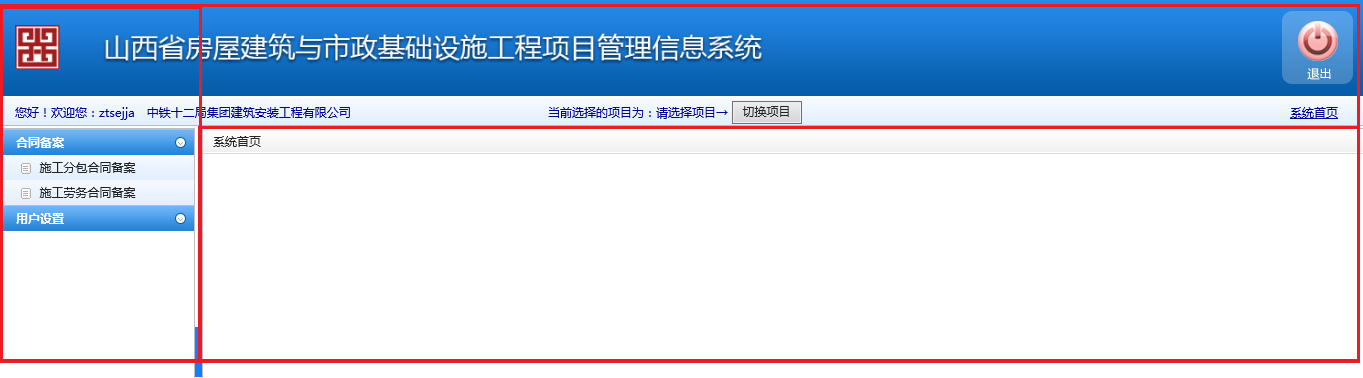 山西省房屋建筑与市政基础设施工程项目管理信息系统
退出
您好！欢迎您：ztsejja 中铁十二局集团建筑安装工程有限公司 当前选择的项目为：请选择项目→ 切换项目 系统首页
合同备案
系统首页
施工分包合同备案
施工劳务合同备案
用户设置